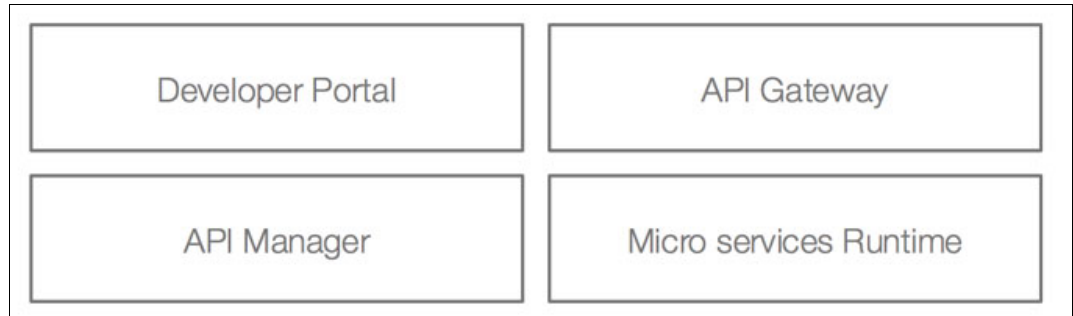 Developer Portal
API Gateway
API Manager
Micro services Runtime